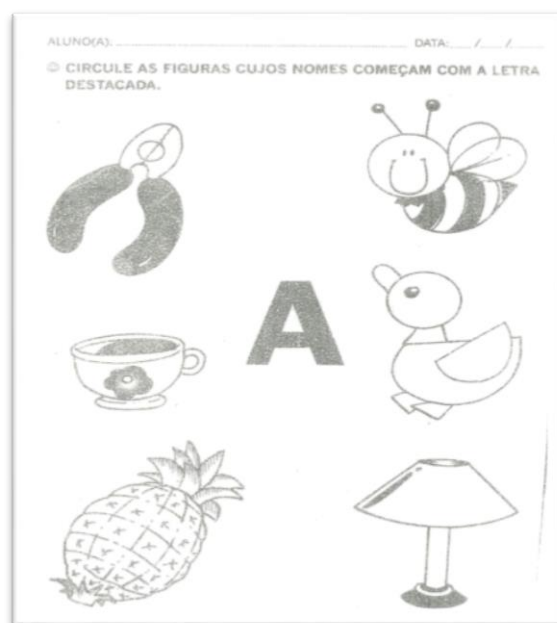 ALUNO(A): DATA: / /
☺ CIRCULE AS FIGURAS CUJOS NOMES COMEÇAM COM A LETRA
DESTACADA.
A